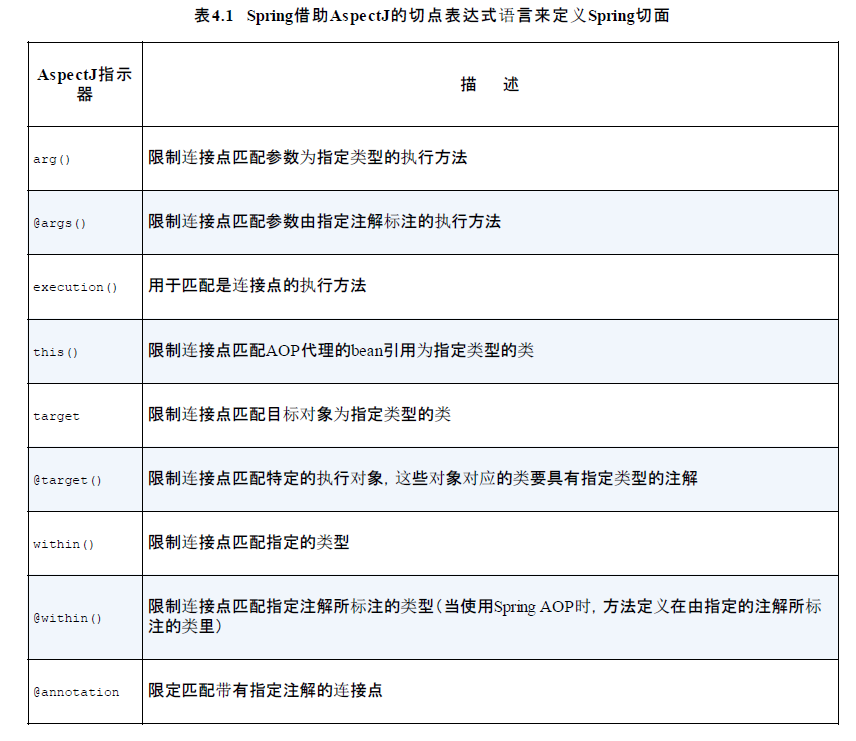 表4.1 Spring借助AspectJ的切点表达式语言来定义Spring切面
AspectJ指示
器
描 述
arg()
限制连接点匹配参数为指定类型的执行方法
@args()
限制连接点匹配参数由指定注解标注的执行方法
execution()
用于匹配是连接点的执行方法
this()
限制连接点匹配AOP代理的bean引用为指定类型的类
target
限制连接点匹配目标对象为指定类型的类
@target()
限制连接点匹配特定的执行对象，这些对象对应的类要具有指定类型的注解
within()
限制连接点匹配指定的类型
@within()
限制连接点匹配指定注解所标注的类型（当使用Spring AOP时，方法定义在由指定的注解所标
注的类里）
@annotation
限定匹配带有指定注解的连接点